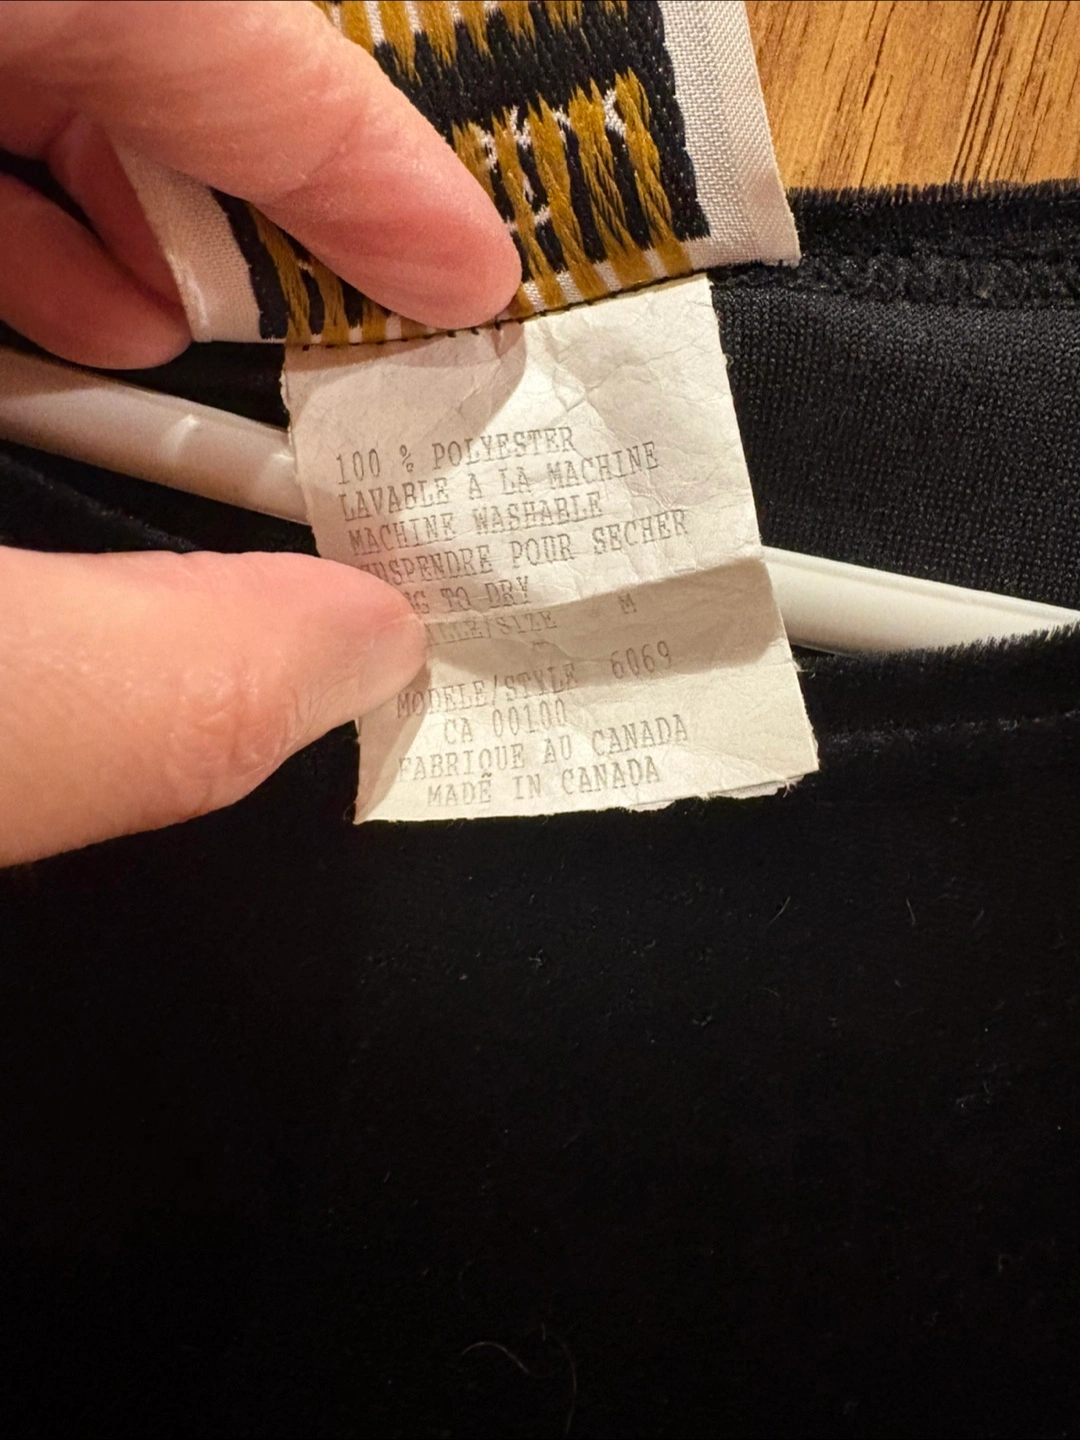 100 % POLYESTER
LAVABLE A LA MACHINE
MACHINE WASHABLE
POUR SECHER
TO DRY
/SIZE M
MODELE/STYLE 6069
CA 00100
FABRIQUE AU CANADA
MADE IN CANADA